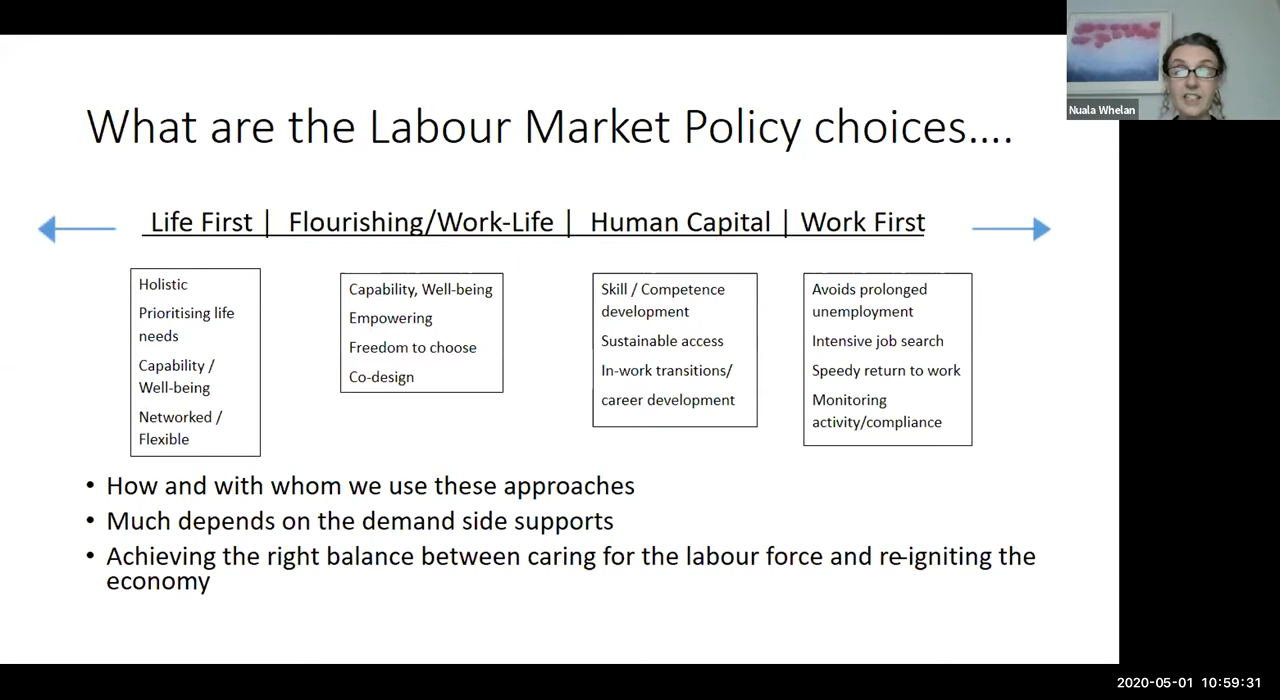 What are the Labour Market Policy choices....
Nuala Whelan
Life First | Flourishing/Work-Life | Human Capital | Work First
Holistic
Prioritising life
needs
Capability /
Well-being
Networked /
Flexible
Capability, Well-being
Empowering
Freedom to choose
Co-design
Skill / Competence
development
Sustainable access
In-work transitions/
career development
Avoids prolonged
unemployment
Intensive job search
Speedy return to work
Monitoring
activity/compliance
• How and with whom we use these approaches
• Much depends on the demand side supports
• Achieving the right balance between caring for the labour force and re-igniting the
economy
2020-05-01 10:59:31